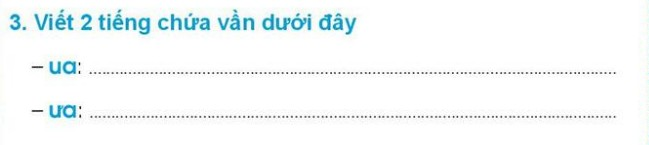 3. Viết 2 tiếng chứa vần dưới đây
– ua: ........................................................................................................
– ưa: ........................................................................................................